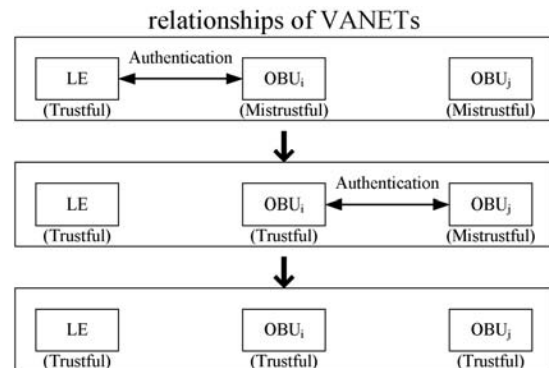 relationships of VANETs
Authentication
LE OBUi OBUj
(Trustful) (Mistrustful) (Mistrustful)
Authentication
LE OBUi OBUj
(Trustful) (Trustful) (Mistrustful)
LE OBUi OBUj
(Trustful) (Trustful) (Trustful)